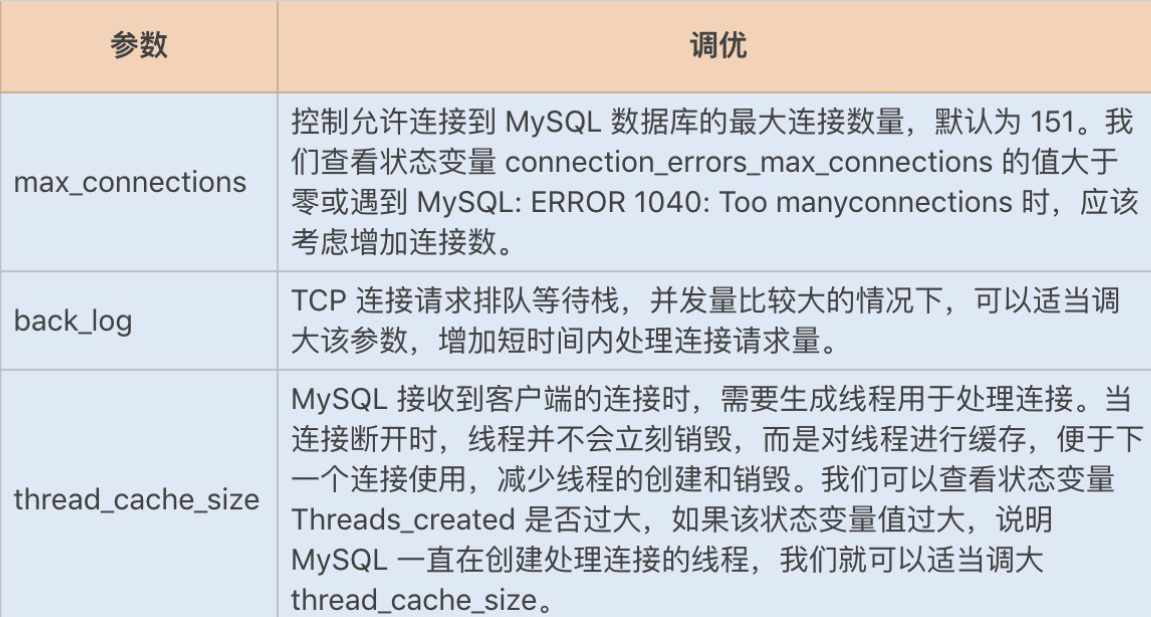 参数
调优
max_connections
控制允许连接到 MySQL 数据库的最大连接数量，默认为 151。我
们查看状态变量 connection_errors_max_connections 的值大于
零或遇到 MySQL: ERROR 1040: Too manyconnections 时，应该
考虑增加连接数。
back_log
TCP 连接请求排队等待栈，并发量比较大的情况下，可以适当调
大该参数，增加短时间内处理连接请求量。
thread_cache_size
MySQL 接收到客户端的连接时，需要生成线程用于处理连接。当
连接断开时，线程并不会立刻销毁，而是对线程进行缓存，便于下
一个连接使用，减少线程的创建和销毁。我们可以查看状态变量
Threads_created 是否过大，如果该状态变量值过大，说明
MySQL 一直在创建处理连接的线程，我们就可以适当调大
thread_cache_size。